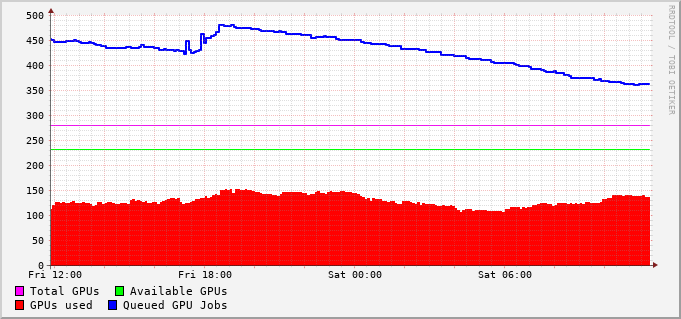 500
450
400
350
300
250
200
150
100
50
0
Fri 12:00 Fri 18:00 Sat 00:00 Sat 06:00
Total GPUs Available GPUs
GPUs used Queued GPU Jobs
RRDTOOL / TOBI OETIKER